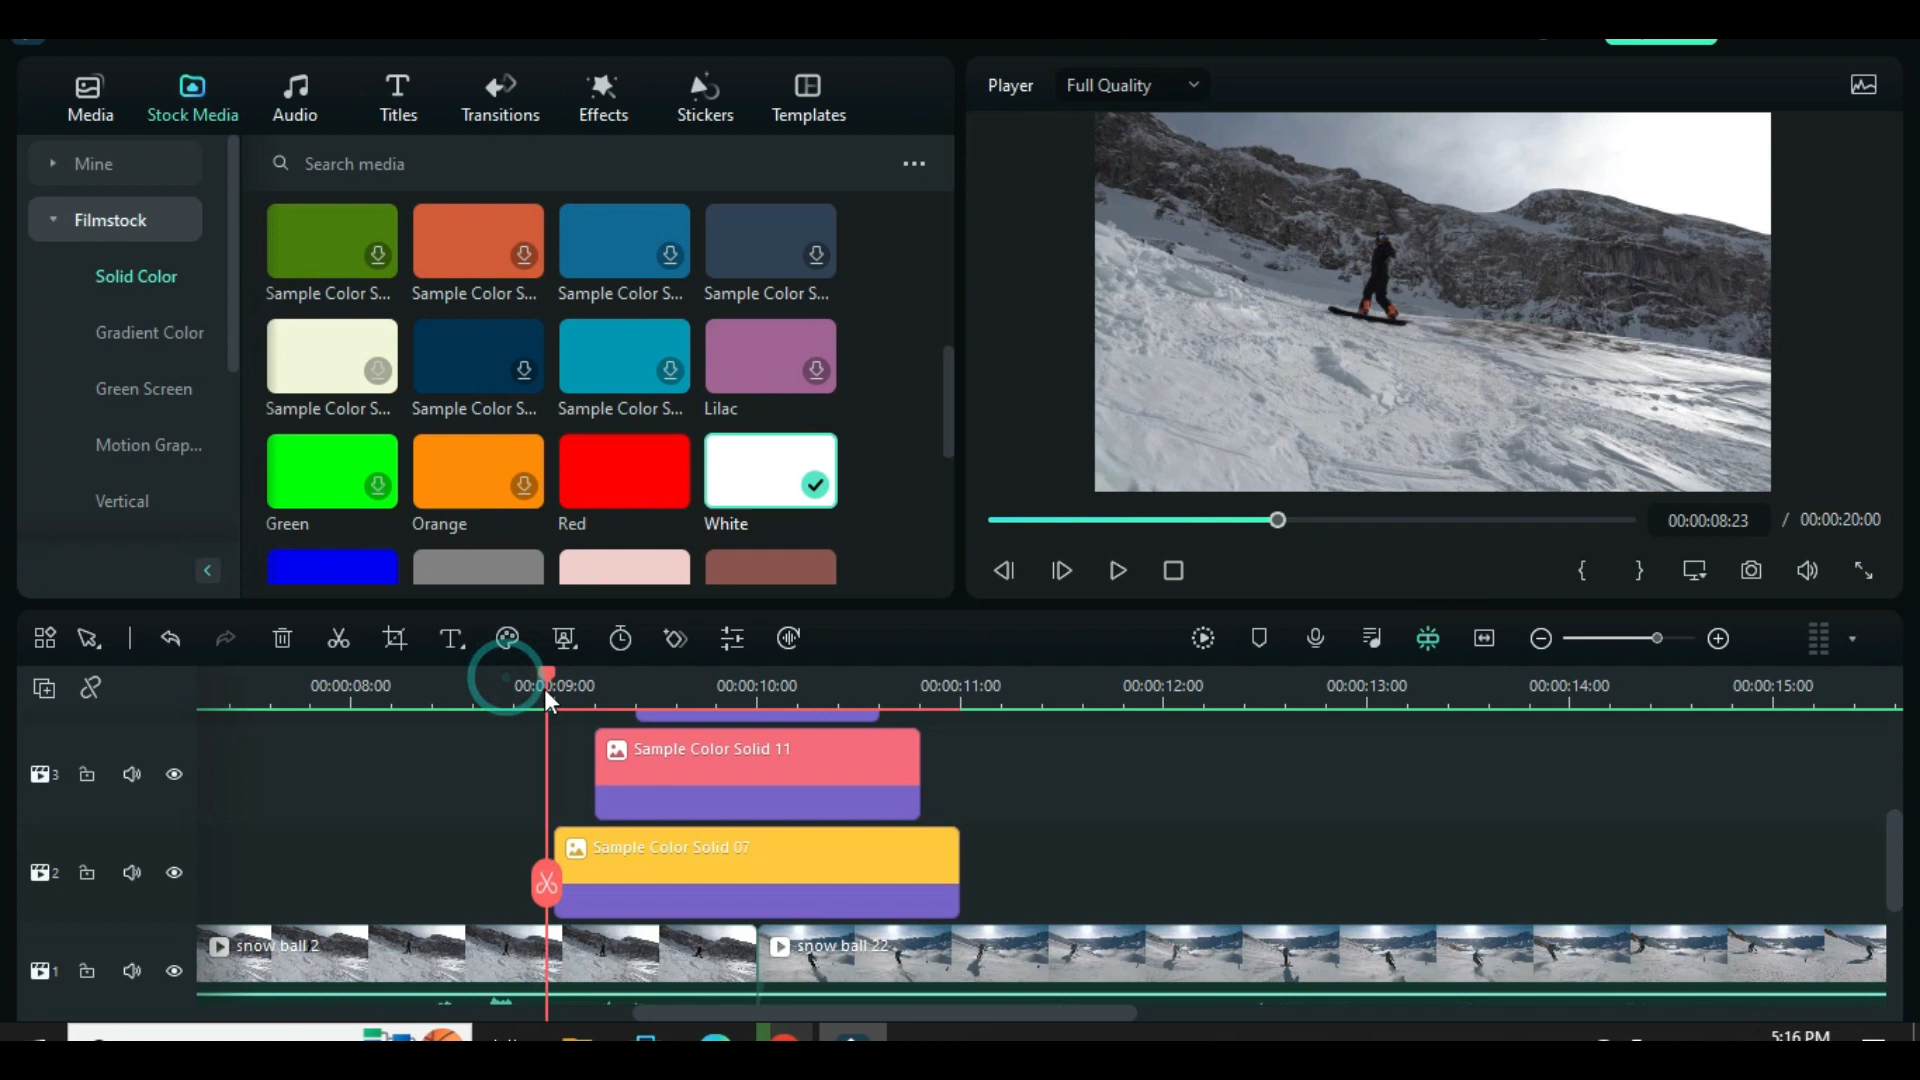 Media
Stock Media
Audio
Titles
Transitions
Effects
Stickers
Templates
Player
Full Quality
Mine
Search media
Filmstock
Solid Color
Gradient Color
Green Screen
Motion Grap...
Vertical
Sample Color S...
Sample Color S...
Sample Color S...
Sample Color S...
Sample Color S...
Sample Color S...
Sample Color S...
Lilac
Green
Orange
Red
White
00:00:08:23
/ 00:00:20:00
00:00:08:00
00:00:09:00
00:00:10:00
00:00:11:00
00:00:12:00
00:00:13:00
00:00:14:00
00:00:15:00
3
Sample Color Solid 11
2
Sample Color Solid 07
1
snow ball 2
snow ball 22
5:16 PM